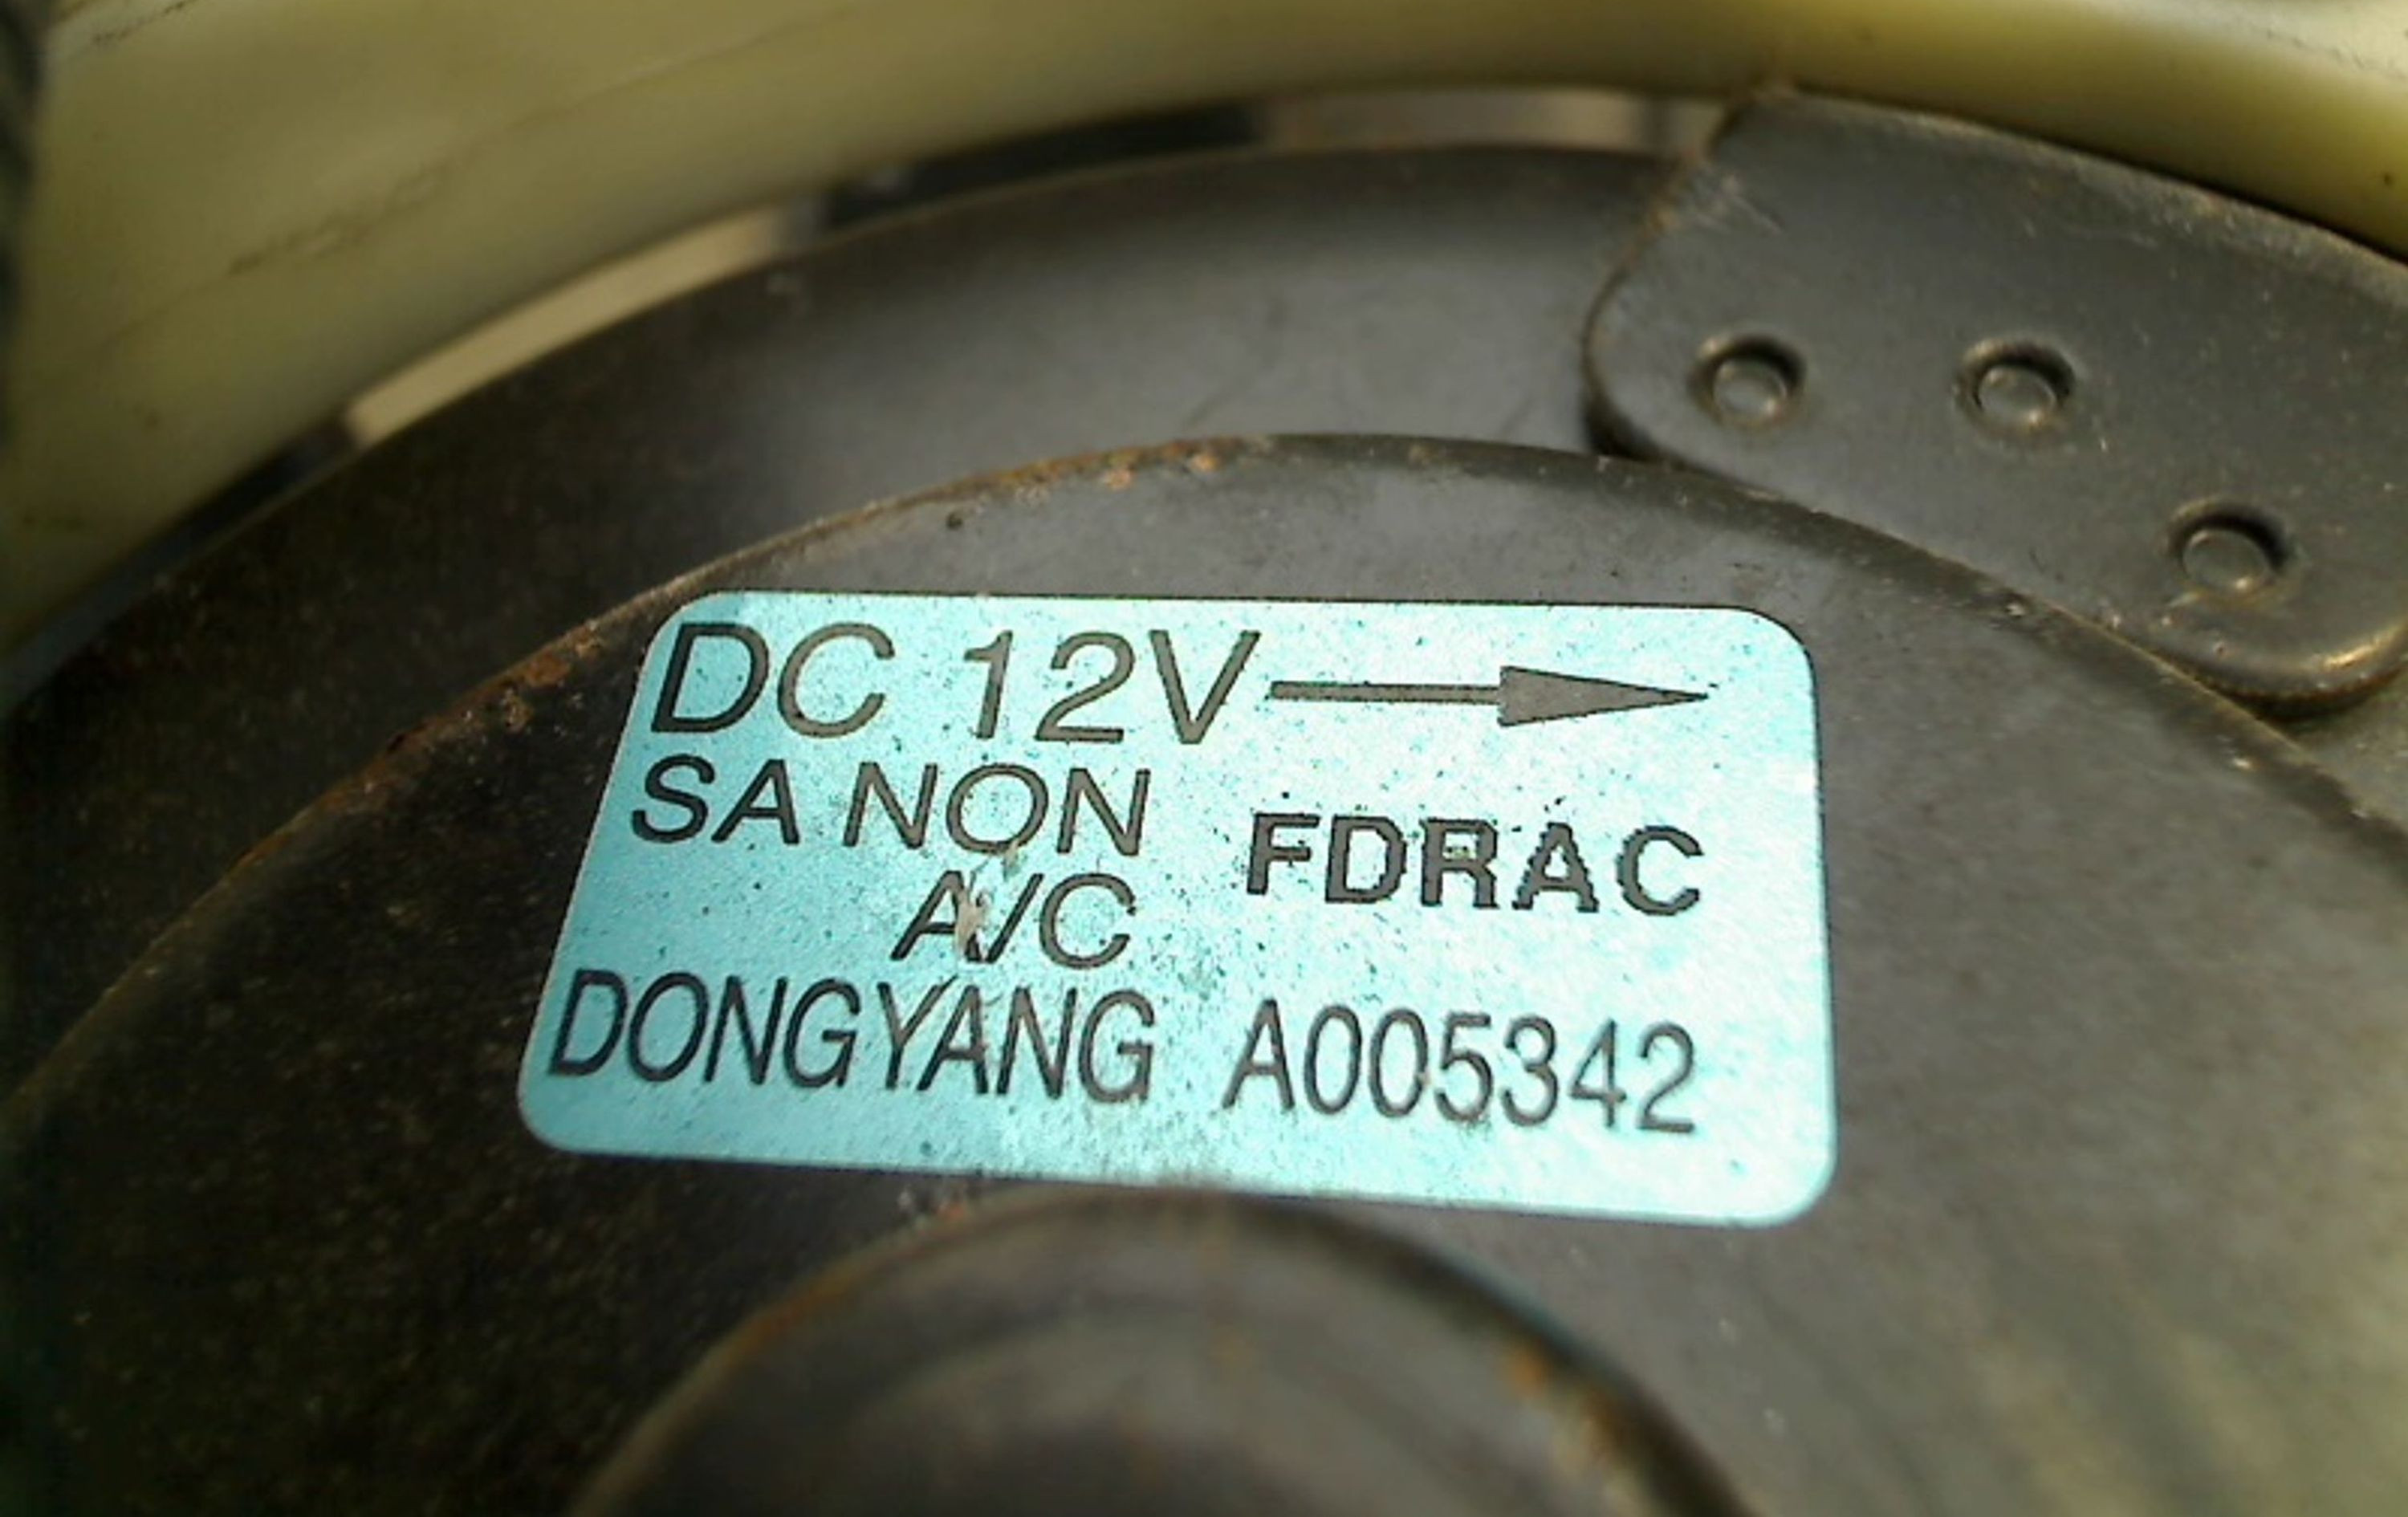 DC 12V
SA NON FDRAC
A/C
DONGYANG A005342